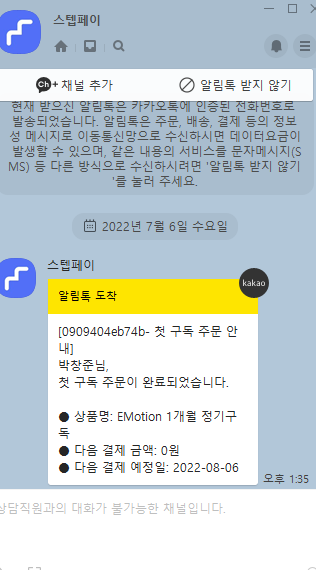 스텝페이
Ch+ 채널 추가
알림톡 받지 않기
현재 받으신 알림톡은 카카오톡에 인증된 전화번호로
발송되었습니다. 알림톡은 주문, 배송, 결제 등의 정보
성 메시지로 이동통신망으로 수신하시면 데이터요금이
발생할 수 있으며, 같은 내용의 서비스를 문자메시지(S
MS) 등 다른 방식으로 수신하시려면 '알림톡 받지 않기
'를 눌러 주세요.
2022년 7월 6일 수요일
스텝페이
알림톡 도착
kakao
[0909404eb74b- 첫 구독 주문 안
내]
박창준님,
첫 구독 주문이 완료되었습니다.
● 상품명: EMotion 1개월 정기구
독
● 다음 결제 금액: 0원
● 다음 결제 예정일: 2022-08-06
오후 1:35
상담직원과의 대화가 불가능한 채널입니다.